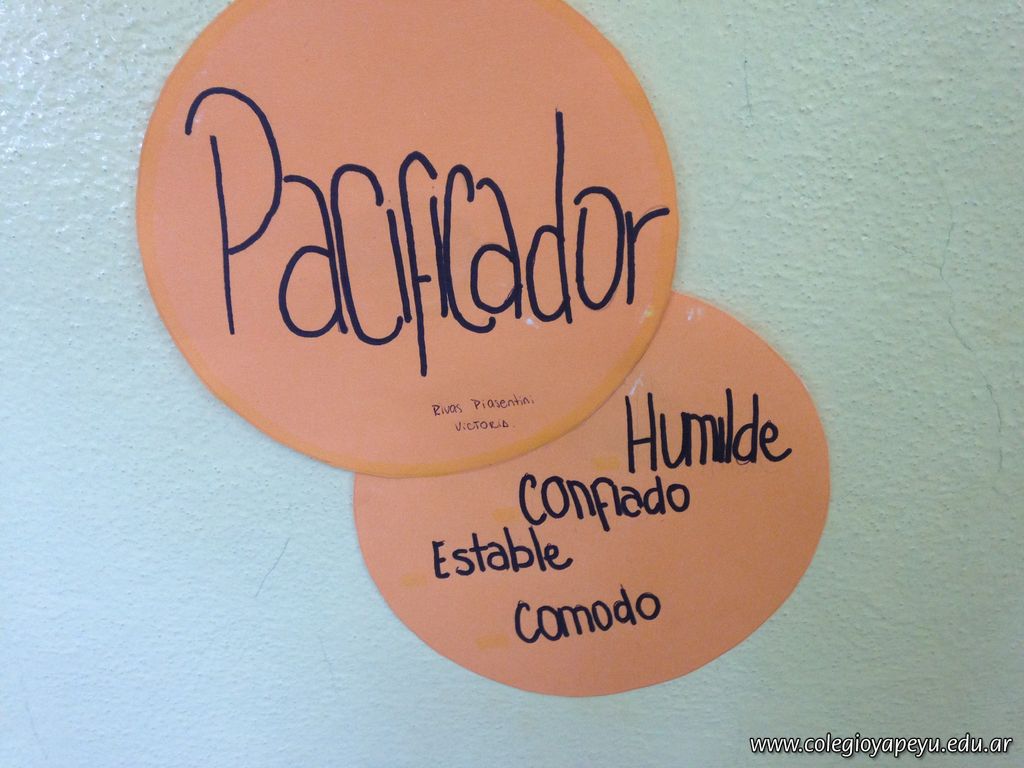 Pacificador
Rivas Piasentini
VICTORIA.
Humilde
Confiado
Estable
Comodo
www.colegioyapeyu.edu.ar